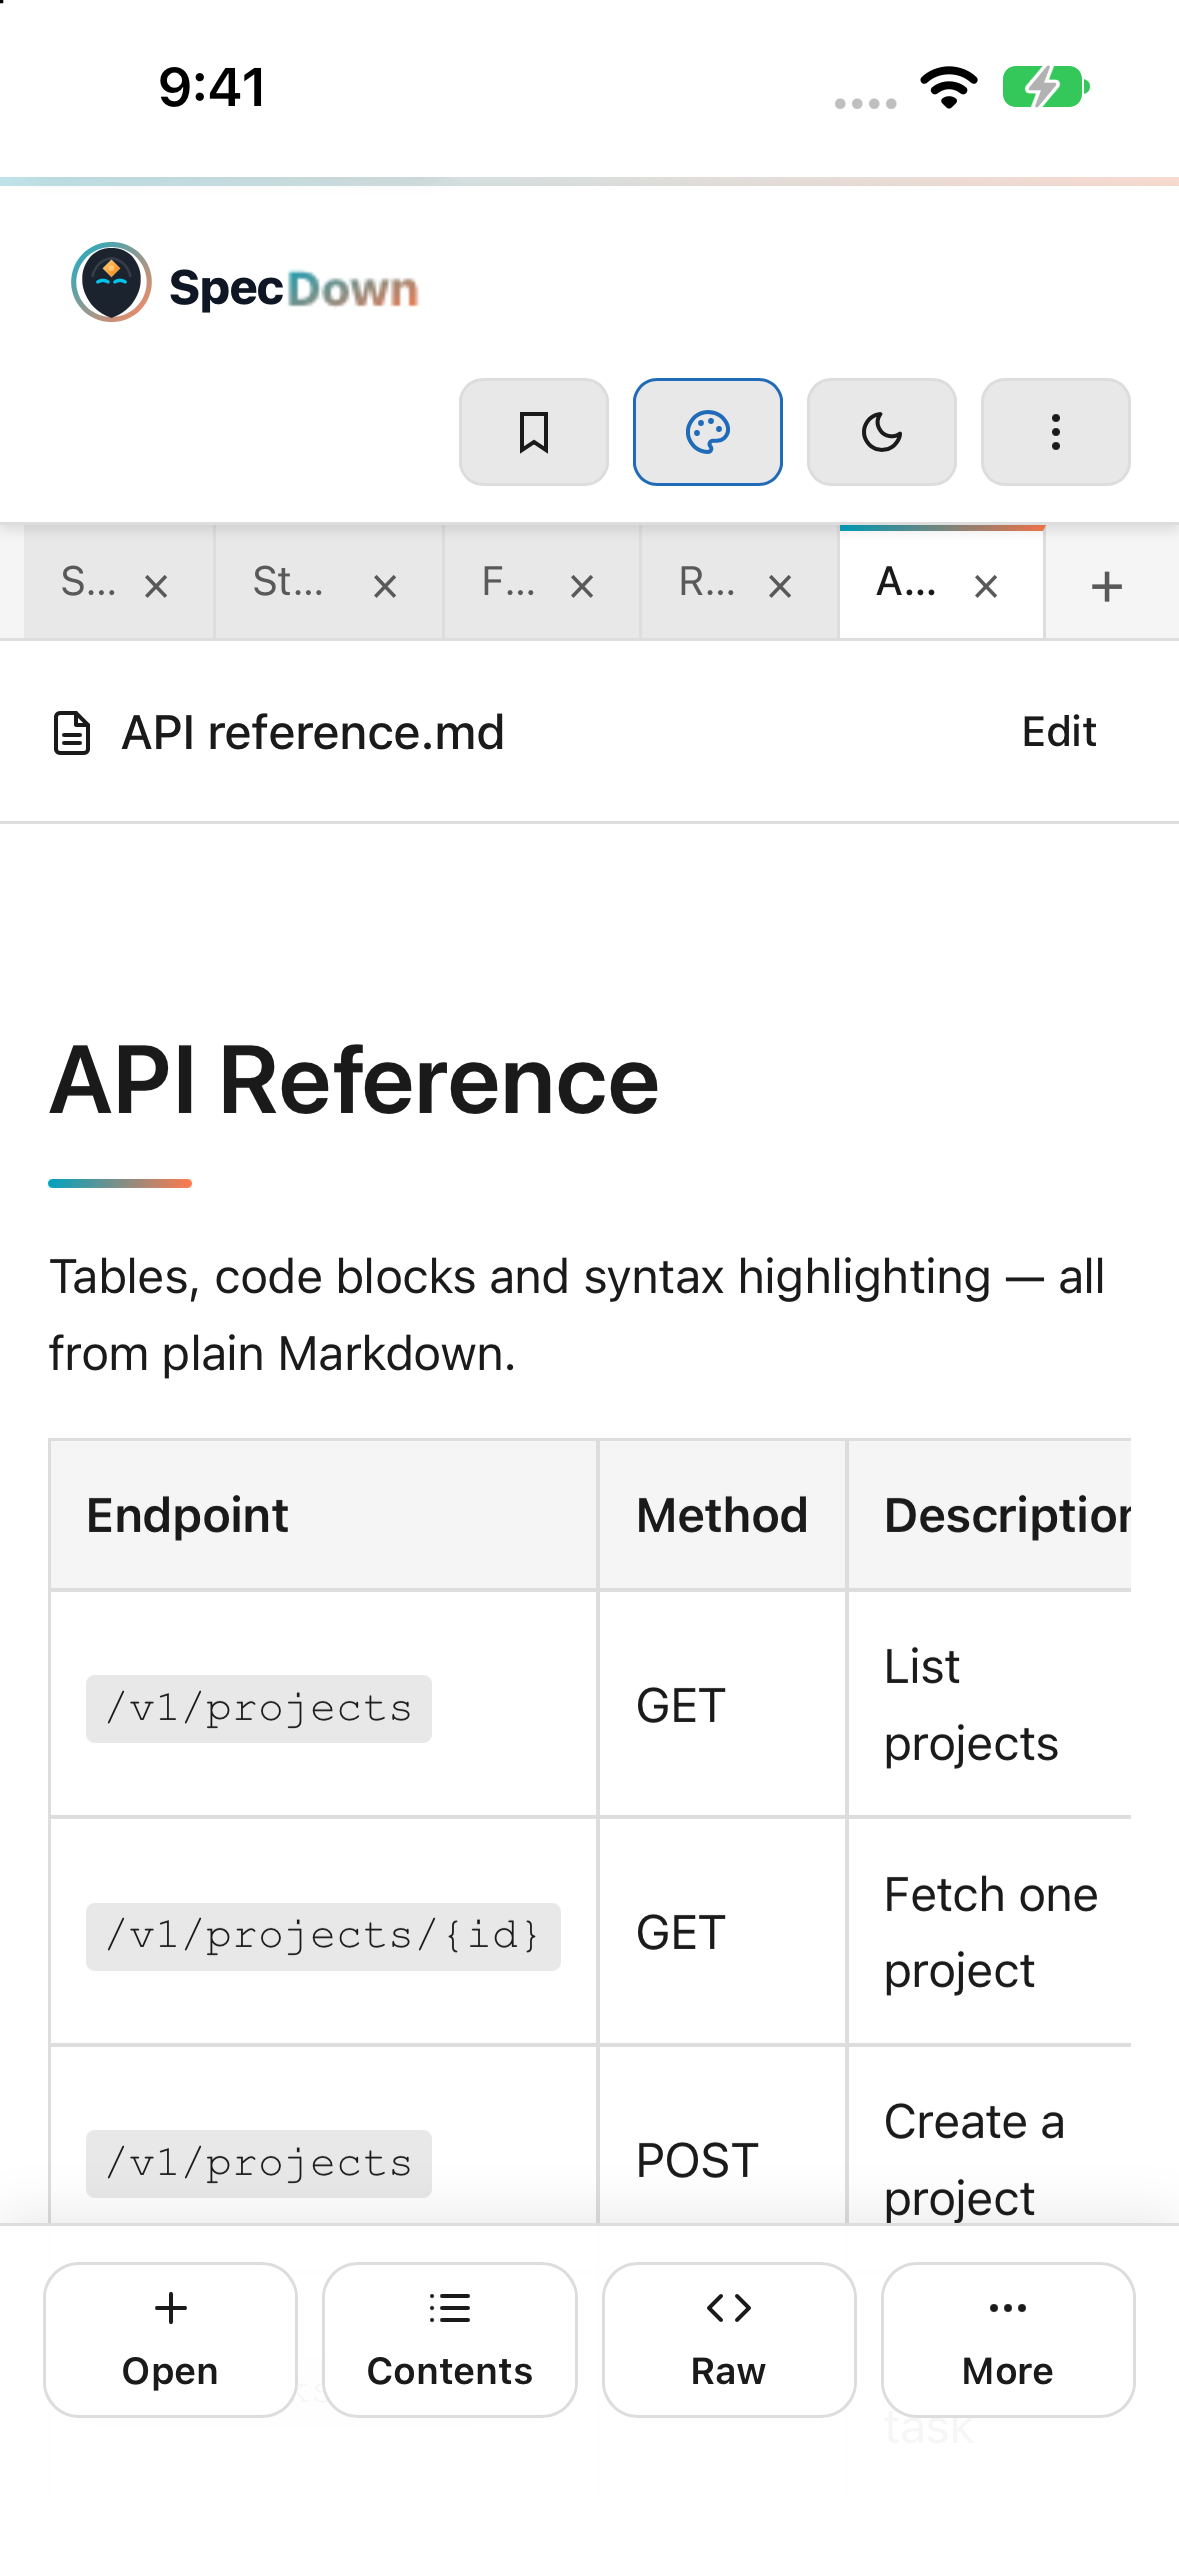 9:41
SpecDown
S... ×
St... ×
F... ×
R... ×
A... ×
+
API reference.md
Edit
API Reference
Tables, code blocks and syntax highlighting — all
from plain Markdown.
Endpoint Method Description
/v1/projects GET List
projects
/v1/projects/{id} GET Fetch one
project
/v1/projects POST Create a
project
task
Open Contents Raw More